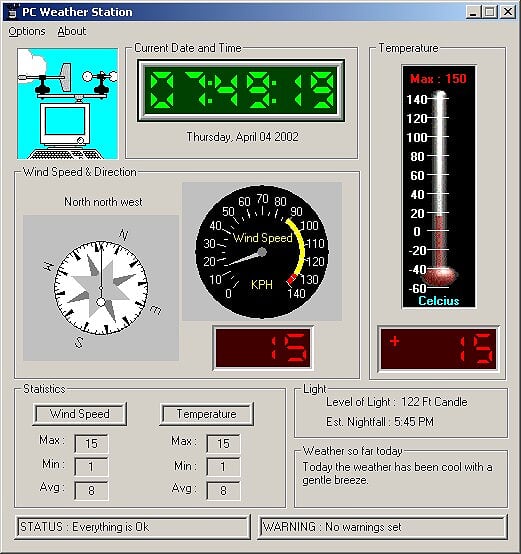 PC Weather Station
Options About
Current Date and Time
07:49:19
Thursday, April 04 2002
Temperature
Max : 150
140
120
100
80
60
40
20
0
-20
-40
-60
Celcius
+ 15
Wind Speed & Direction
North north west
N
E
S
W
0
10
20
30
40
50
60
70
80
90
100
110
120
130
140
Wind Speed
KPH
15
Statistics
Wind Speed Temperature
Max : 15 Max : 15
Min : 1 Min : 1
Avg : 8 Avg : 8
Light
Level of Light : 122 Ft Candle
Est. Nightfall : 5:45 PM
Weather so far today
Today the weather has been cool with a
gentle breeze.
STATUS : Everything is Ok WARNING : No warnings set